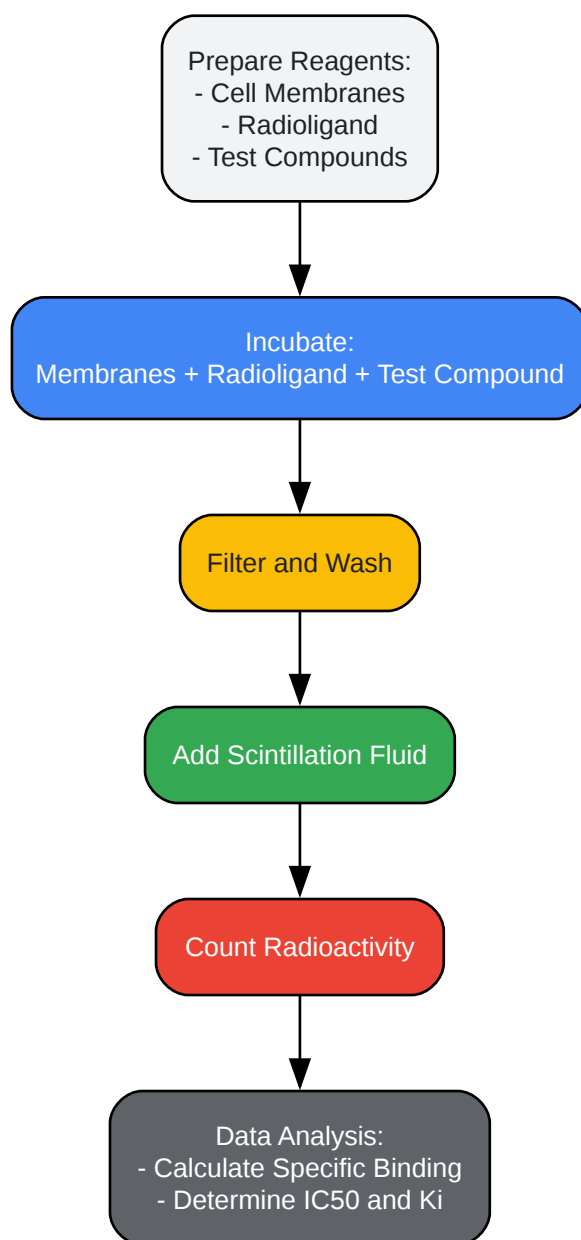 Prepare Reagents:
- Cell Membranes
- Radioligand
- Test Compounds
Incubate:
Membranes + Radioligand + Test Compound
Filter and Wash
Add Scintillation Fluid
Count Radioactivity
Data Analysis:
- Calculate Specific Binding
- Determine IC50 and Ki